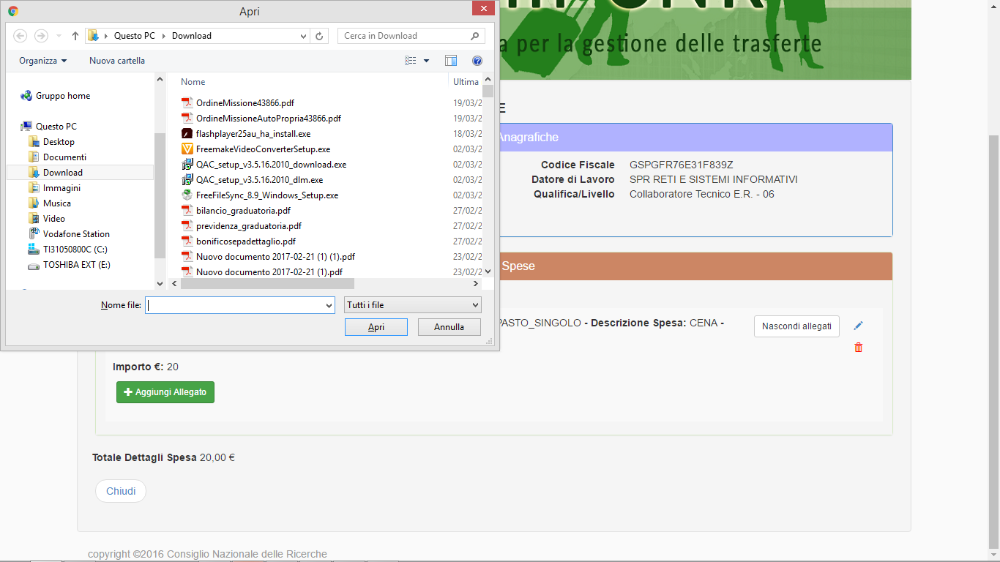 Apri
Questo PC
Download
Cerca in Download
Organizza
Nuova cartella
Gruppo home
Questo PC
Desktop
Documenti
Download
Immagini
Musica
Video
Vodafone Station
TI31050800C (C:)
TOSHIBA EXT (E:)
Nome
Ultima
OrdineMissione43866.pdf 19/03/2
OrdineMissioneAutoPropria43866.pdf 19/03/2
flashplayer25au_ha_install.exe 18/03/2
FreemakeVideoConverterSetup.exe 02/03/2
QAC_setup_v3.5.16.2010_download.exe 02/03/2
QAC_setup_v3.5.16.2010_dlm.exe 02/03/2
FreeFileSync_8.9_Windows_Setup.exe 02/03/2
bilancio_graduatoria.pdf 27/02/2
previdenza_graduatoria.pdf 27/02/2
bonificosepadettaglio.pdf 27/02/2
Nuovo documento 2017-02-21 (1) (1).pdf 23/02/2
Nuovo documento 2017-02-21 (1).pdf 23/02/2
Nome file:
Tutti i file
Apri
Annulla
a per la gestione delle trasferte
E
Anagrafiche
Codice Fiscale GSPGFR76E31F839Z
Datore di Lavoro SPR RETI E SISTEMI INFORMATIVI
Qualifica/Livello Collaboratore Tecnico E.R. - 06
Spese
PASTO_SINGOLO - Descrizione Spesa: CENA -
Nascondi allegati
Importo €: 20
Aggiungi Allegato
Totale Dettagli Spesa 20,00 €
Chiudi
copyright ©2016 Consiglio Nazionale delle Ricerche